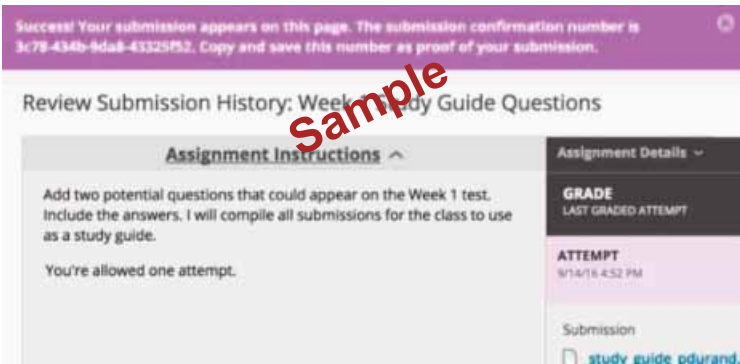 Success! Your submission appears on this page. The submission confirmation number is
3c79-434b-9da8-43325f52. Copy and save this number as proof of your submission.
Sample
Review Submission History: Week 1 Study Guide Questions
Assignment Instructions
Add two potential questions that could appear on the Week 1 test.
Include the answers. I will compile all submissions for the class to use
as a study guide.
You're allowed one attempt.
Assignment Details
GRADE
LAST GRADED ATTEMPT
ATTEMPT
9/14/16 4:52 PM
Submission
study guide pdurand.